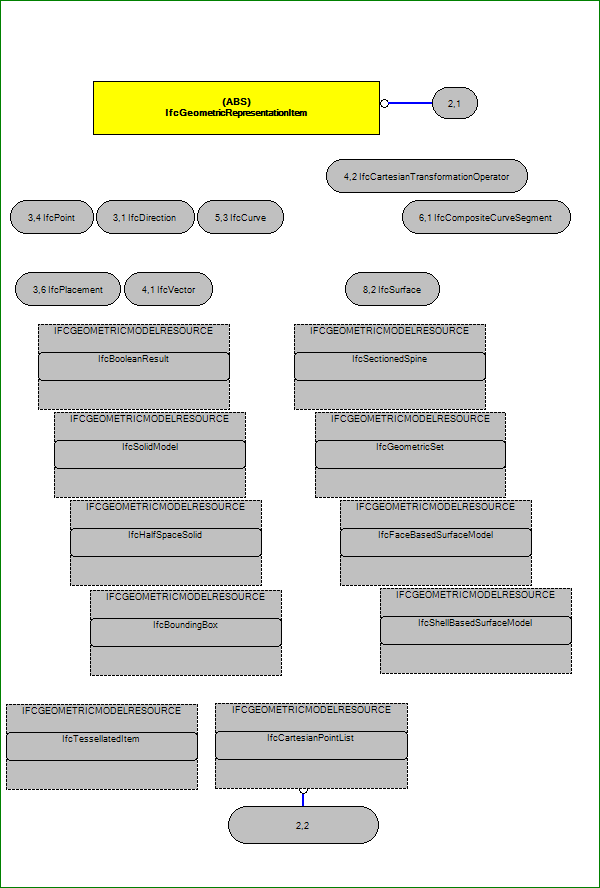 (ABS)
IfcGeometricRepresentationItem
2,1
4,2 IfcCartesianTransformationOperator
3,4 IfcPoint
3,1 IfcDirection
5,3 IfcCurve
6,1 IfcCompositeCurveSegment
3,6 IfcPlacement
4,1 IfcVector
8,2 IfcSurface
IFCGEOMETRICMODELRESOURCE
IfcBooleanResult
IFCGEOMETRICMODELRESOURCE
IfcSectionedSpine
IFCGEOMETRICMODELRESOURCE
IfcSolidModel
IFCGEOMETRICMODELRESOURCE
IfcGeometricSet
IFCGEOMETRICMODELRESOURCE
IfcHalfSpaceSolid
IFCGEOMETRICMODELRESOURCE
IfcFaceBasedSurfaceModel
IFCGEOMETRICMODELRESOURCE
IfcBoundingBox
IFCGEOMETRICMODELRESOURCE
IfcShellBasedSurfaceModel
IFCGEOMETRICMODELRESOURCE
IfcTessellatedItem
IFCGEOMETRICMODELRESOURCE
IfcCartesianPointList
2,2